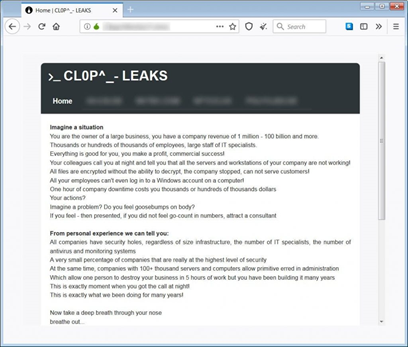 Home | CL0P^_- LEAKS
Search
>_ CL0P^_- LEAKS
Home
Imagine a situation
You are the owner of a large business, you have a company revenue of 1 million - 100 billion and more.
Thousands or hundreds of thousands of employees, large staff of IT specialists.
Everything is good for you, you make a profit, commercial success!
Your colleagues call you at night and tell you that all the servers and workstations of your company are not working!
All files are encrypted without the ability to decrypt, the company stopped, can not serve customers!
All your employees can't even log in to a Windows account on a computer!
One hour of company downtime costs you thousands or hundreds of thousands dollars
Your actions?
Imagine a problem? Do you feel goosebumps on body?
If you feel - then presented, if you did not feel go-count in numbers, attract a consultant
From personal experience we can tell you:
All companies have security holes, regardless of size infrastructure, the number of IT specialists, the number of
antivirus and monitoring systems
A very small percentage of companies that are really at the highest level of security
At the same time, companies with 100+ thousand servers and computers allow primitive erred in administration
Which allow one person to destroy your business in 5 hours of work but you have been building it many years
This is exactly moment when you got the call at night!
This is exactly what we been doing for many years!
Now take a deep breath through your nose
breathe out...